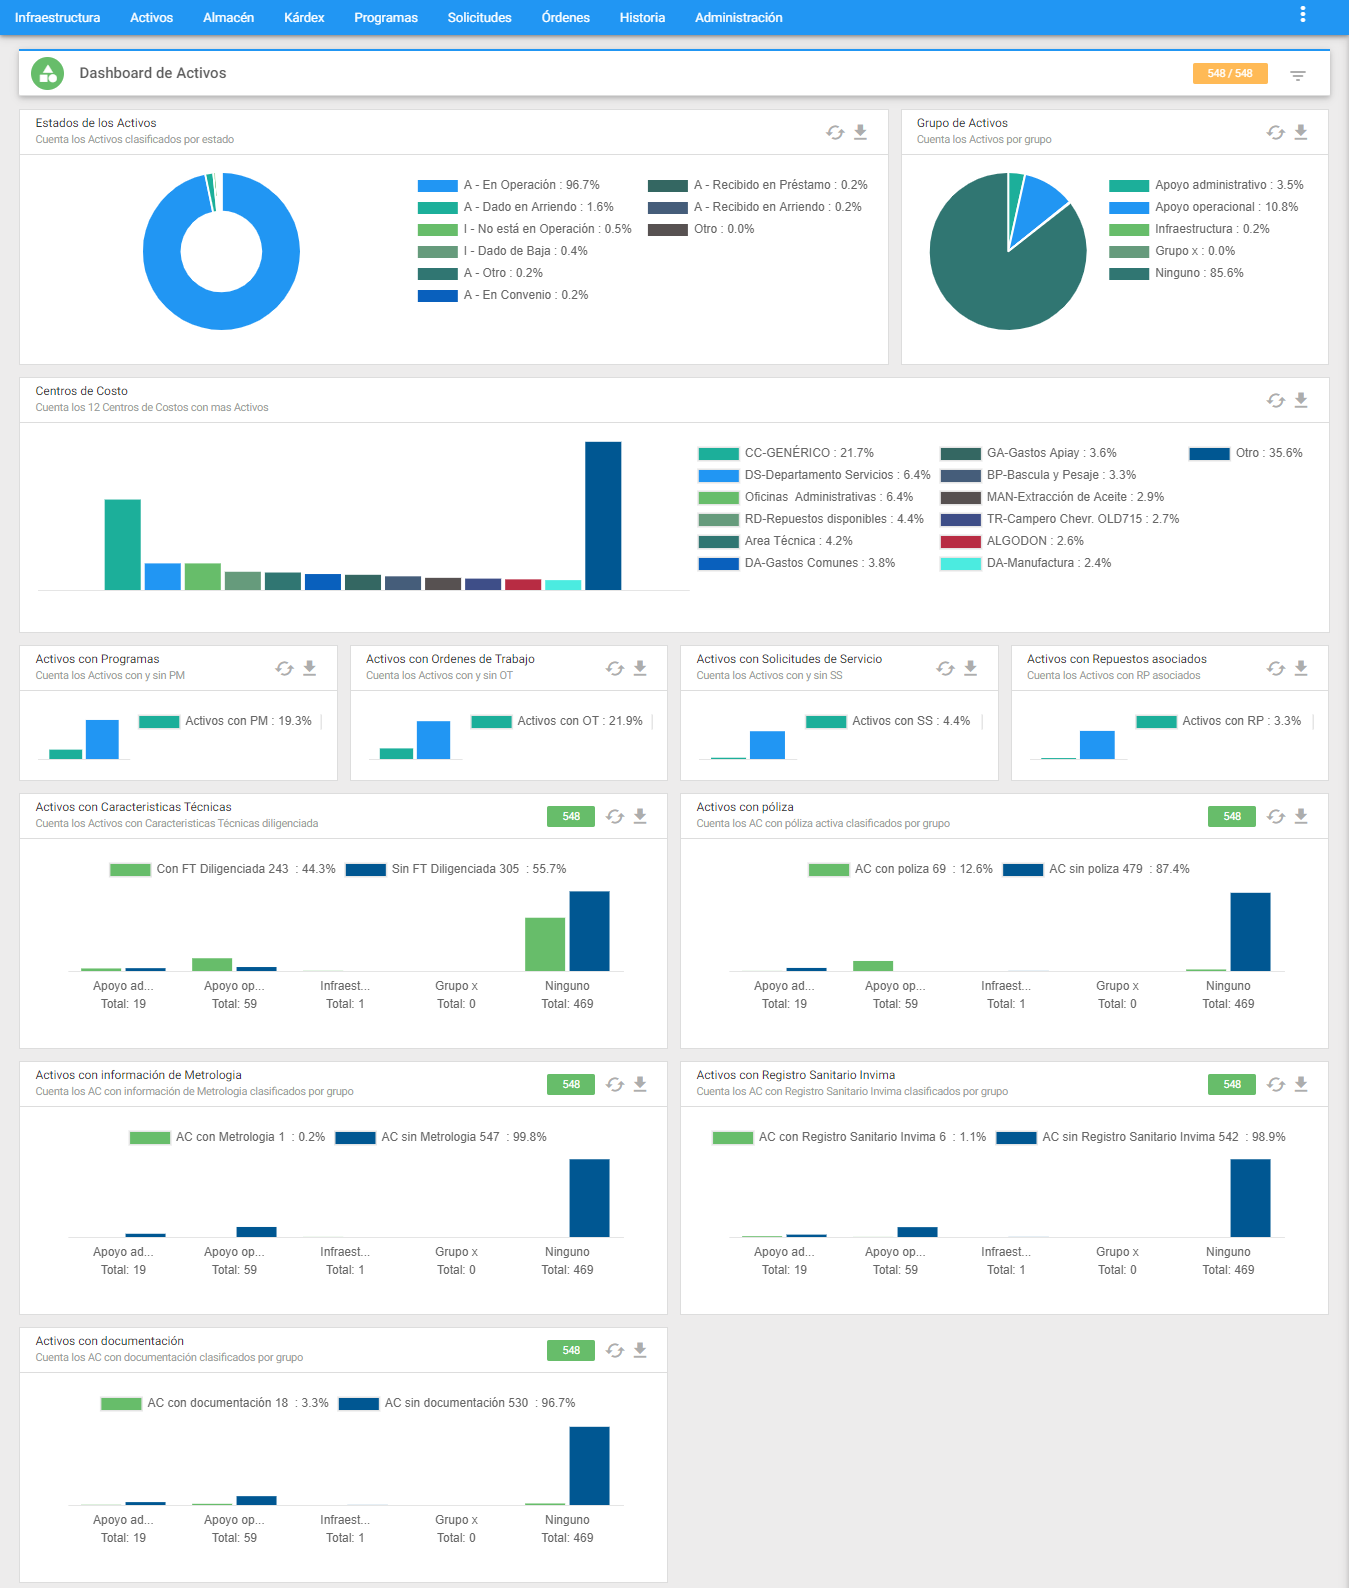 Infraestructura Activos Almacén Kárdex Programas Solicitudes Órdenes Historia Administración
Dashboard de Activos 548 / 548
Estados de los Activos
Cuenta los Activos clasificados por estado
A - En Operación : 96.7% A - Recibido en Préstamo : 0.2%
A - Dado en Arriendo : 1.6% A - Recibido en Arriendo : 0.2%
I - No está en Operación : 0.5% Otro : 0.0%
I - Dado de Baja : 0.4%
A - Otro : 0.2%
A - En Convenio : 0.2%
Grupo de Activos
Cuenta los Activos por grupo
Apoyo administrativo : 3.5%
Apoyo operacional : 10.8%
Infraestructura : 0.2%
Grupo x : 0.0%
Ninguno : 85.6%
Centros de Costo
Cuenta los 12 Centros de Costos con mas Activos
CC-GENÉRICO : 21.7% GA-Gastos Apiay : 3.6% Otro : 35.6%
DS-Departamento Servicios : 6.4% BP-Bascula y Pesaje : 3.3%
Oficinas  Administrativas : 6.4% MAN-Extracción de Aceite : 2.9%
RD-Repuestos disponibles : 4.4% TR-Campero Chevr. OLD715 : 2.7%
Area Técnica : 4.2% ALGODON : 2.6%
DA-Gastos Comunes : 3.8% DA-Manufactura : 2.4%
Activos con Programas
Cuenta los Activos con y sin PM
Activos con PM : 19.3%
Activos con Ordenes de Trabajo
Cuenta los Activos con y sin OT
Activos con OT : 21.9%
Activos con Solicitudes de Servicio
Cuenta los Activos con y sin SS
Activos con SS : 4.4%
Activos con Repuestos asociados
Cuenta los Activos con RP asociados
Activos con RP : 3.3%
Activos con Caracteristicas Técnicas 548
Cuenta los Activos con Caracteristicas Técnicas diligenciada
Con FT Diligenciada 243  : 44.3% Sin FT Diligenciada 305  : 55.7%
Apoyo ad... Apoyo op... Infraest... Grupo x Ninguno
Total: 19 Total: 59 Total: 1 Total: 0 Total: 469
Activos con póliza 548
Cuenta los AC con póliza activa clasificados por grupo
AC con poliza 69  : 12.6% AC sin poliza 479  : 87.4%
Apoyo ad... Apoyo op... Infraest... Grupo x Ninguno
Total: 19 Total: 59 Total: 1 Total: 0 Total: 469
Activos con información de Metrologia 548
Cuenta los AC con información de Metrologia clasificados por grupo
AC con Metrologia 1  : 0.2% AC sin Metrologia 547  : 99.8%
Apoyo ad... Apoyo op... Infraest... Grupo x Ninguno
Total: 19 Total: 59 Total: 1 Total: 0 Total: 469
Activos con Registro Sanitario Invima 548
Cuenta los AC con Registro Sanitario Invima clasificados por grupo
AC con Registro Sanitario Invima 6  : 1.1% AC sin Registro Sanitario Invima 542  : 98.9%
Apoyo ad... Apoyo op... Infraest... Grupo x Ninguno
Total: 19 Total: 59 Total: 1 Total: 0 Total: 469
Activos con documentación 548
Cuenta los AC con documentación clasificados por grupo
AC con documentación 18  : 3.3% AC sin documentación 530  : 96.7%
Apoyo ad... Apoyo op... Infraest... Grupo x Ninguno
Total: 19 Total: 59 Total: 1 Total: 0 Total: 469